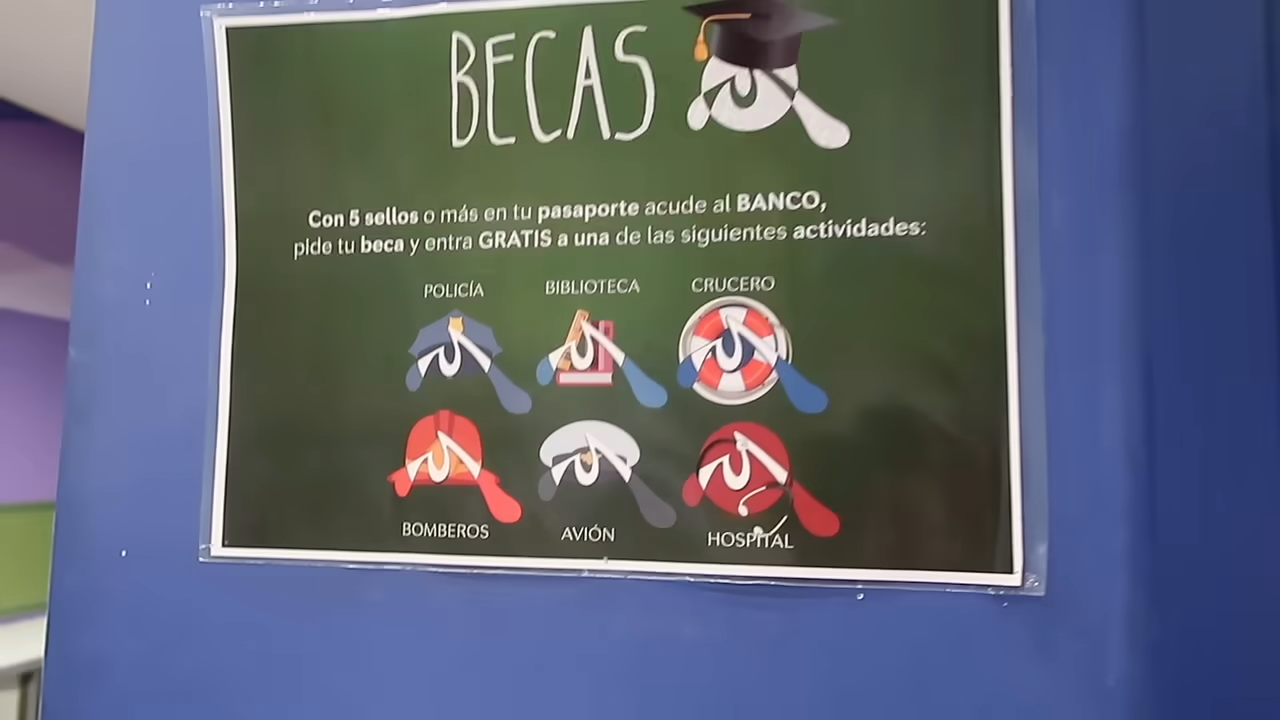 BECAS
Con 5 sellos o más en tu pasaporte acude al BANCO,
pide tu beca y entra GRATIS a una de las siguientes actividades:
POLICÍA BIBLIOTECA CRUCERO
BOMBEROS AVIÓN HOSPITAL